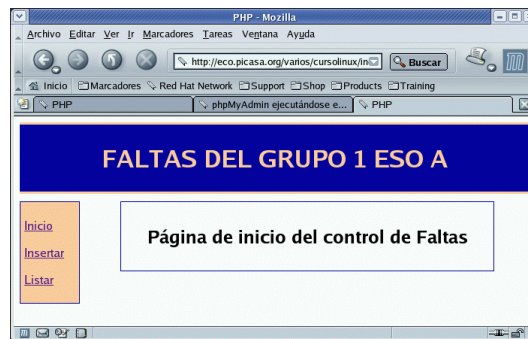 PHP - Mozilla
Archivo Editar Ver Ir Marcadores Tareas Ventana Ayuda
http://eco.picasa.org/varios/cursolinux/in
Buscar
Inicio Marcadores Red Hat Network Support Shop Products Training
PHP phpMyAdmin ejecutándose e... PHP
FALTAS DEL GRUPO 1 ESO A
Inicio
Insertar
Listar
Página de inicio del control de Faltas